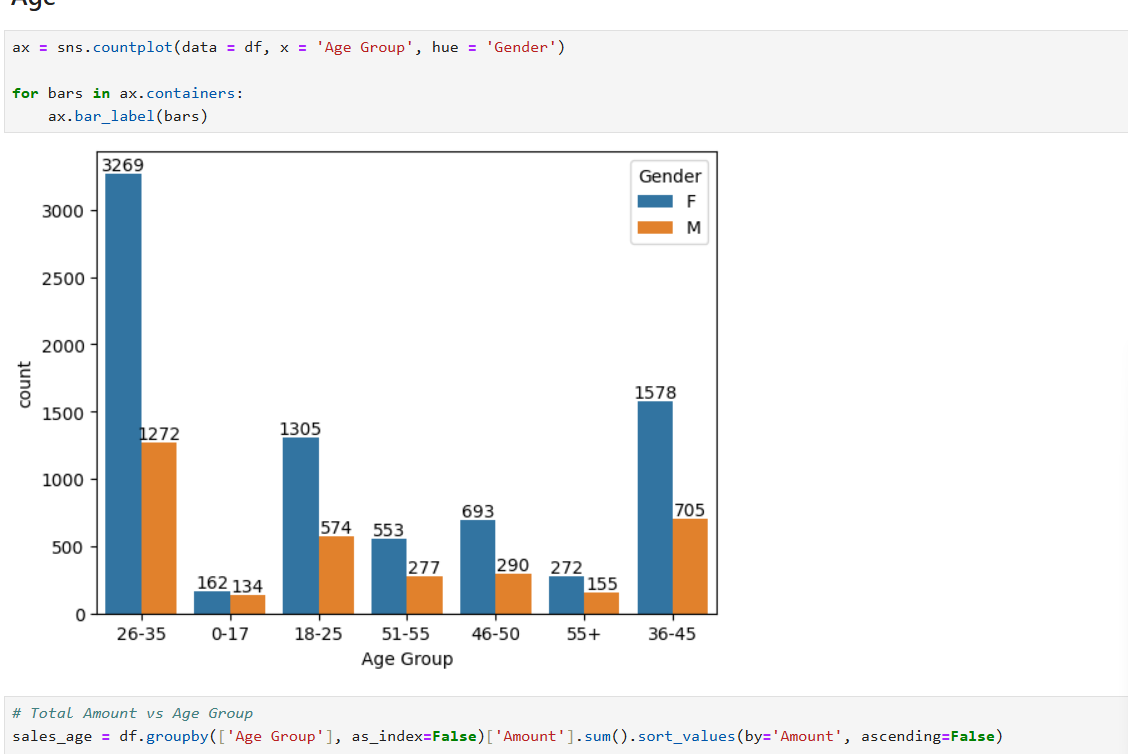 Age
ax = sns.countplot(data = df, x = 'Age Group', hue = 'Gender')
for bars in ax.containers:
    ax.bar_label(bars)
3269
Gender
F
M
3000
2500
2000
1578
1500
1272
1305
1000
693
705
574
553
500
277
290
272
162
134
155
0
count
26-35 0-17 18-25 51-55 46-50 55+ 36-45
Age Group
# Total Amount vs Age Group
sales_age = df.groupby(['Age Group'], as_index=False)['Amount'].sum().sort_values(by='Amount', ascending=False)